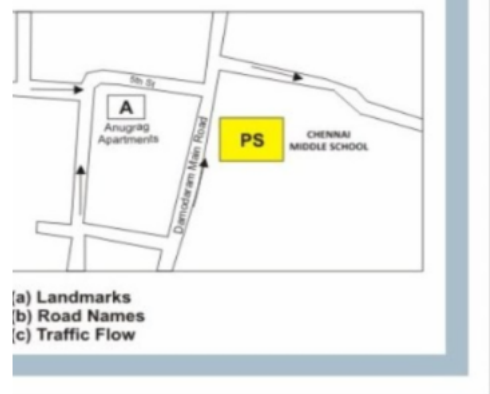 5th St
A
Anugrag
Apartments
Damodaram Main Road
PS
CHENNAI
MIDDLE SCHOOL
(a) Landmarks
(b) Road Names
(c) Traffic Flow